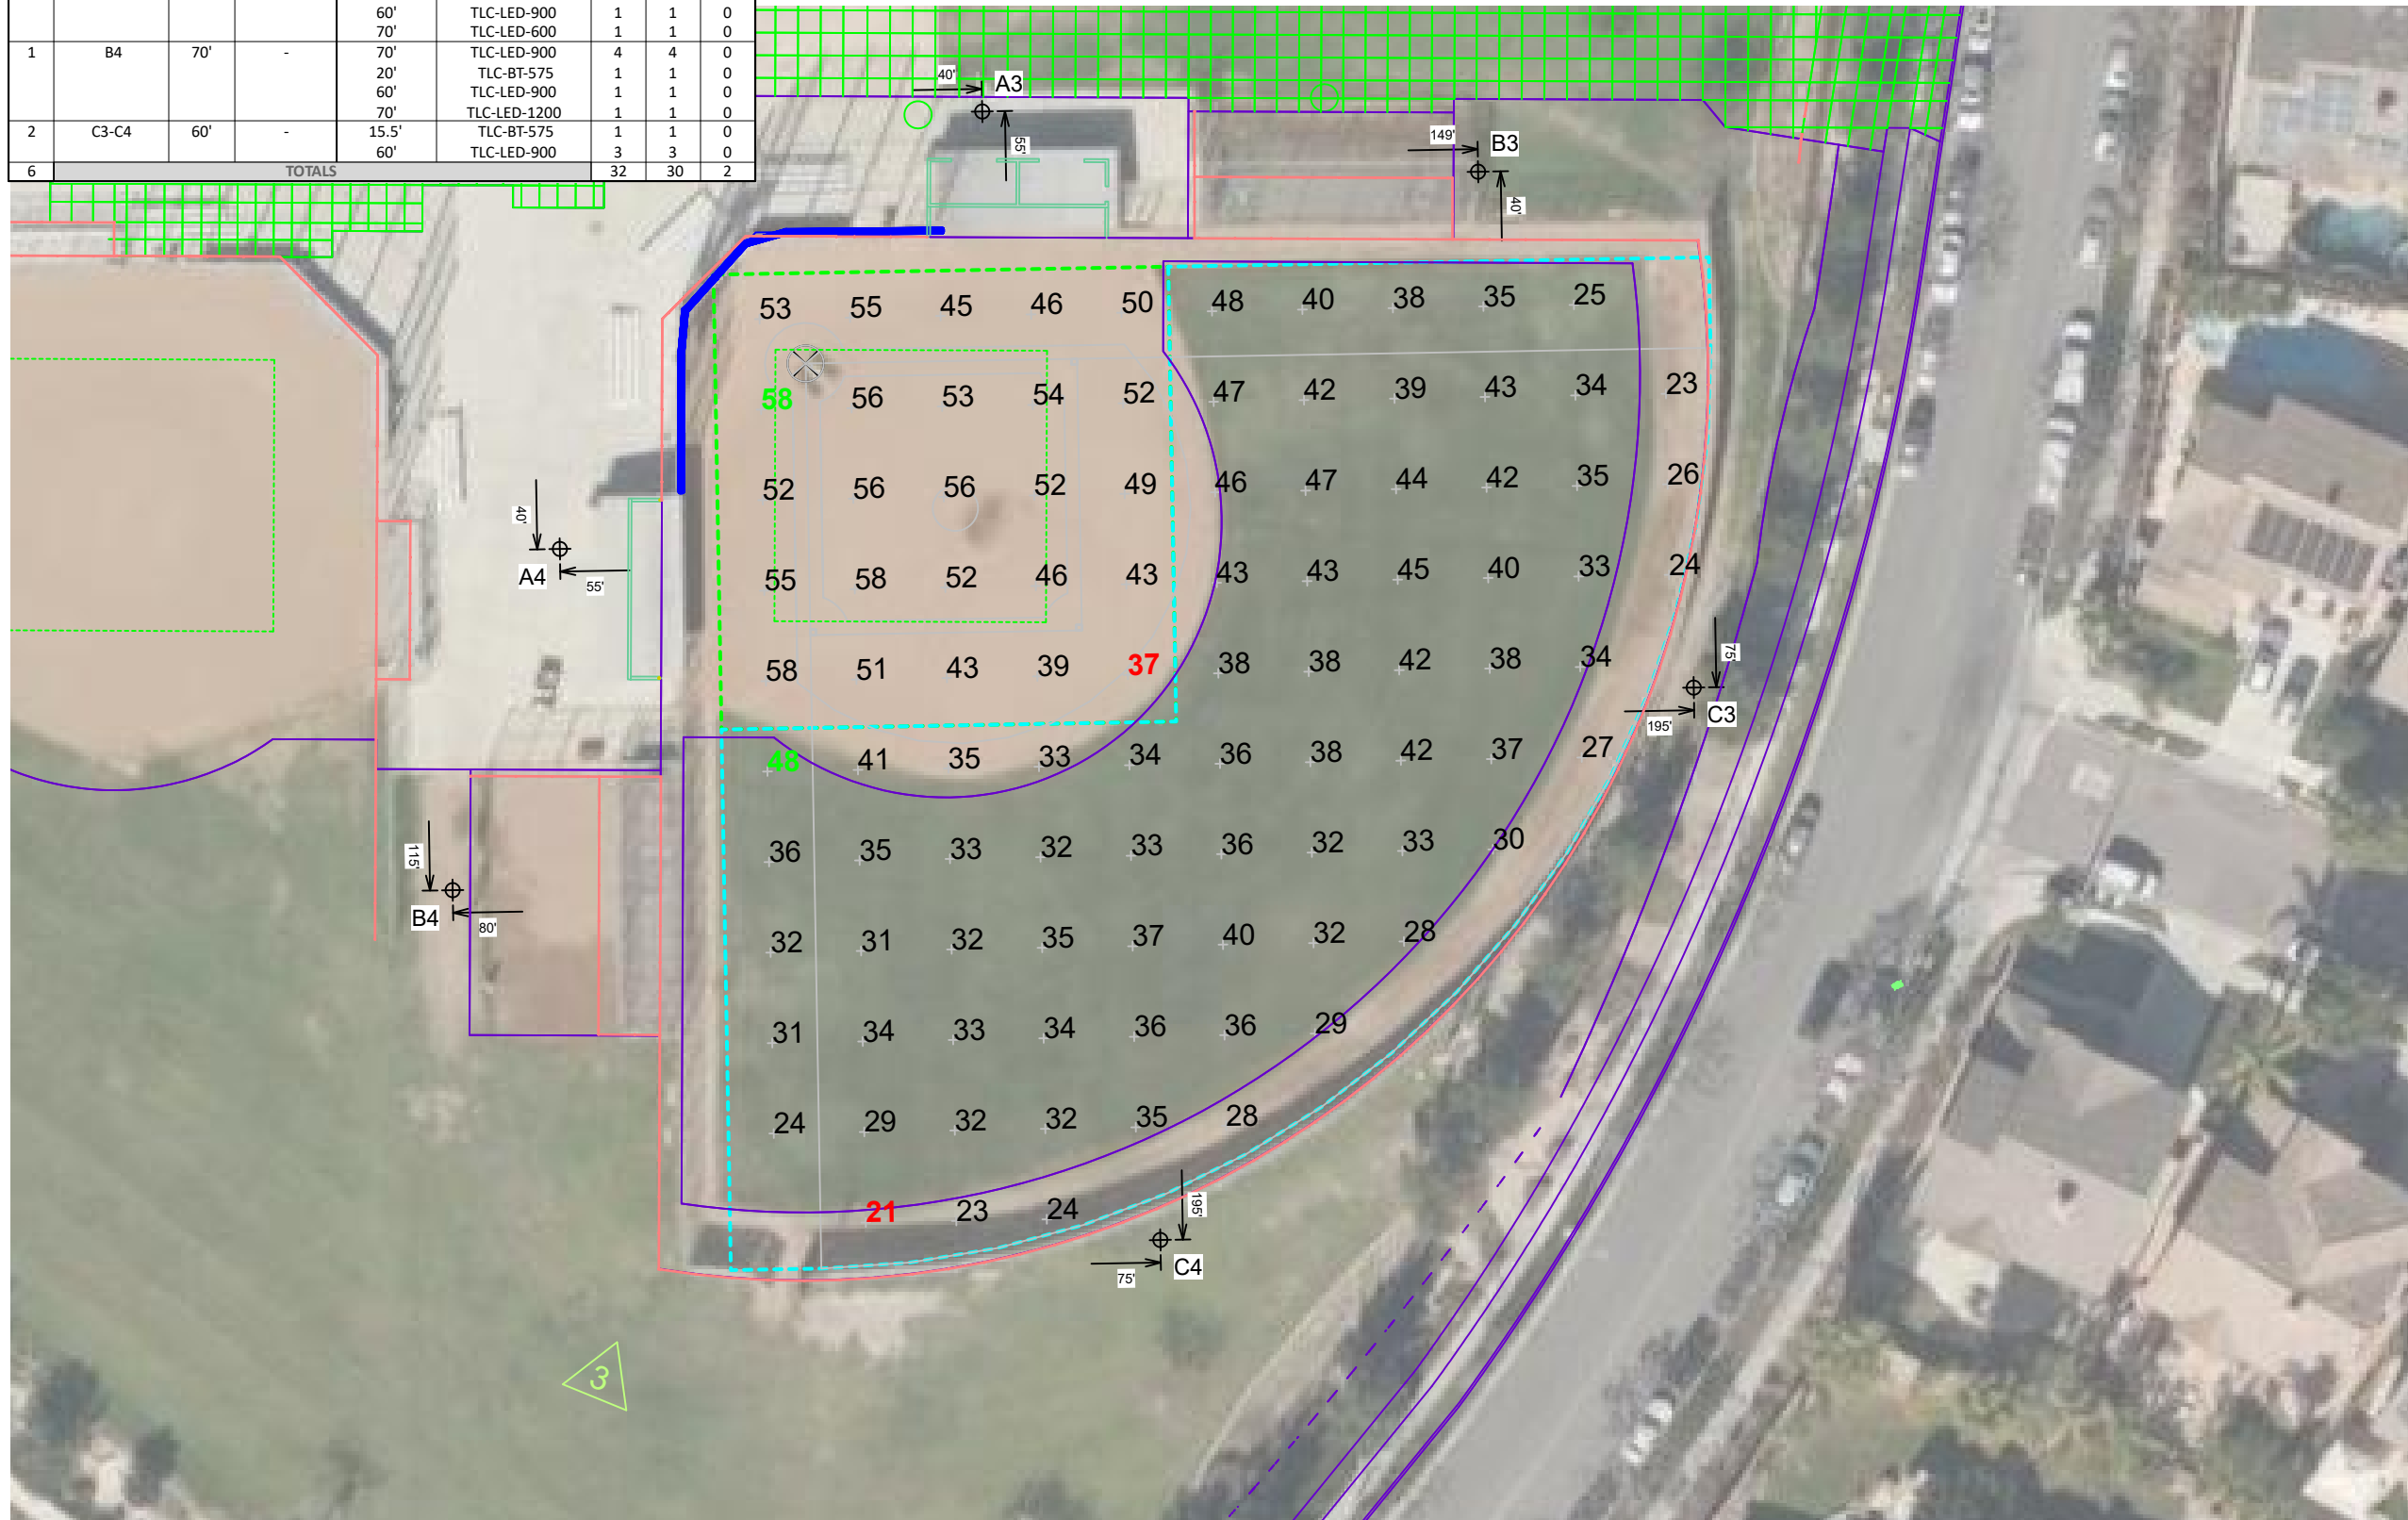 60' TLC-LED-900 1 1 0
70' TLC-LED-600 1 1 0
1 B4 70' - 70' TLC-LED-900 4 4 0
20' TLC-BT-575 1 1 0
60' TLC-LED-900 1 1 0
70' TLC-LED-1200 1 1 0
2 C3-C4 60' - 15.5' TLC-BT-575 1 1 0
60' TLC-LED-900 3 3 0
6 TOTALS 32 30 2
40' A3
55'
149' B3
40'
53 55 45 46 50 48 40 38 35 25
58 56 53 54 52 47 42 39 43 34 23
52 56 56 52 49 46 47 44 42 35 26
40'
A4 55'
55 58 52 46 43 43 43 45 40 33 24
58 51 43 39 37 38 38 42 38 34
75'
195' C3
48 41 35 33 34 36 38 42 37 27
36 35 33 32 33 36 32 33 30
115'
B4 80'
32 31 32 35 37 40 32 28
31 34 33 34 36 36 29
24 29 32 32 35 28
21 23 24
195'
75' C4
3